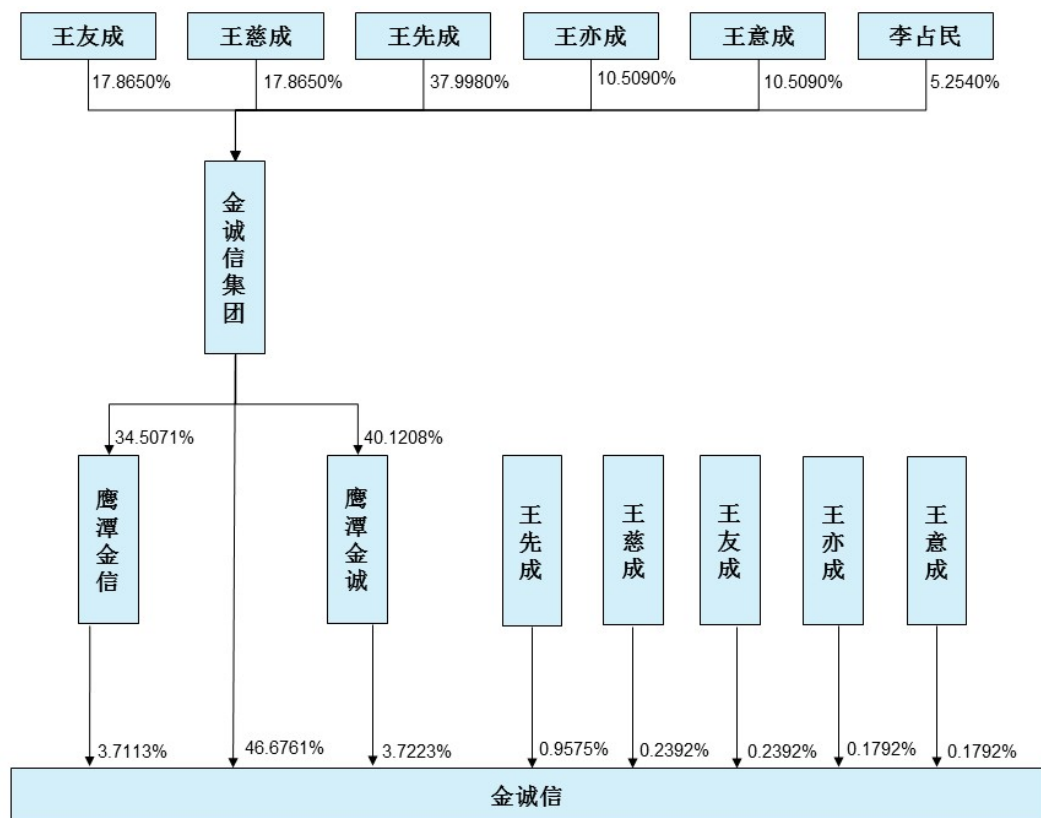 王友成
王慈成
王先成
王亦成
王意成
李占民
17.8650%
17.8650%
37.9980%
10.5090%
10.5090%
5.2540%
金诚信集团
34.5071%
40.1208%
鹰潭金信
鹰潭金诚
王先成
王慈成
王友成
王亦成
王意成
3.7113%
46.6761%
3.7223%
0.9575%
0.2392%
0.2392%
0.1792%
0.1792%
金诚信